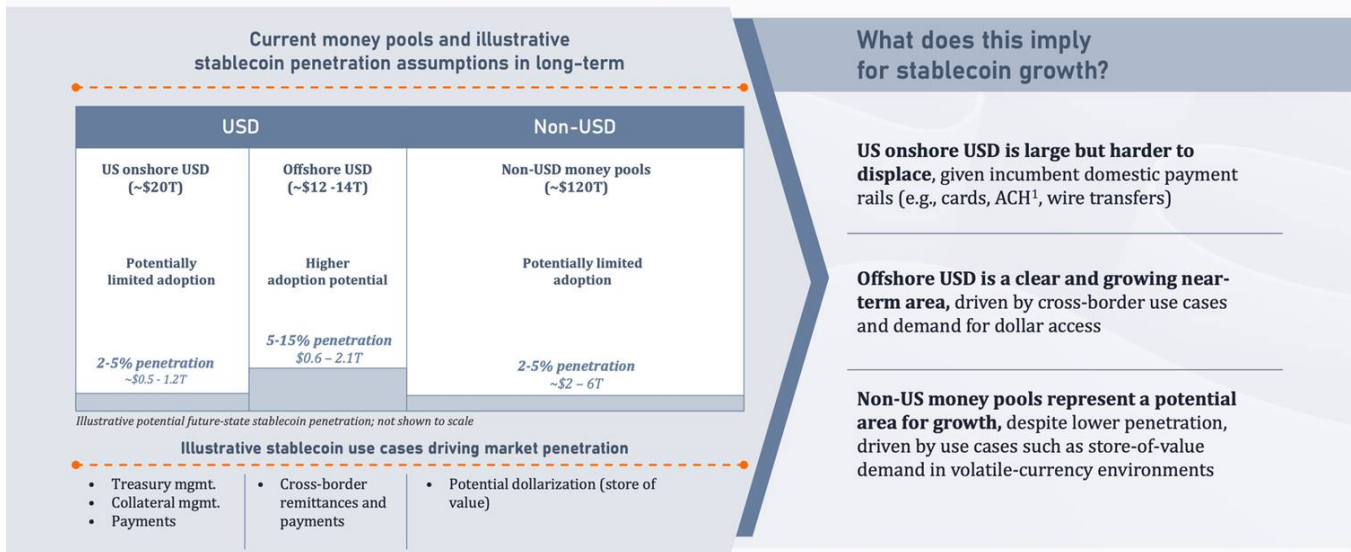 Current money pools and illustrative
stablecoin penetration assumptions in long-term
USD
Non-USD
US onshore USD
(~$20T)
Potentially
limited adoption
2-5% penetration
~$0.5 - 1.2T
Offshore USD
(~$12 -14T)
Higher
adoption potential
5-15% penetration
$0.6 – 2.1T
Non-USD money pools
(~$120T)
Potentially limited
adoption
2-5% penetration
~$2 – 6T
Illustrative potential future-state stablecoin penetration; not shown to scale
Illustrative stablecoin use cases driving market penetration
• Treasury mgmt.
• Collateral mgmt.
• Payments
• Cross-border
remittances and
payments
• Potential dollarization (store of
value)
What does this imply
for stablecoin growth?
US onshore USD is large but harder to
displace, given incumbent domestic payment
rails (e.g., cards, ACH¹, wire transfers)
Offshore USD is a clear and growing near-
term area, driven by cross-border use cases
and demand for dollar access
Non-US money pools represent a potential
area for growth, despite lower penetration,
driven by use cases such as store-of-value
demand in volatile-currency environments